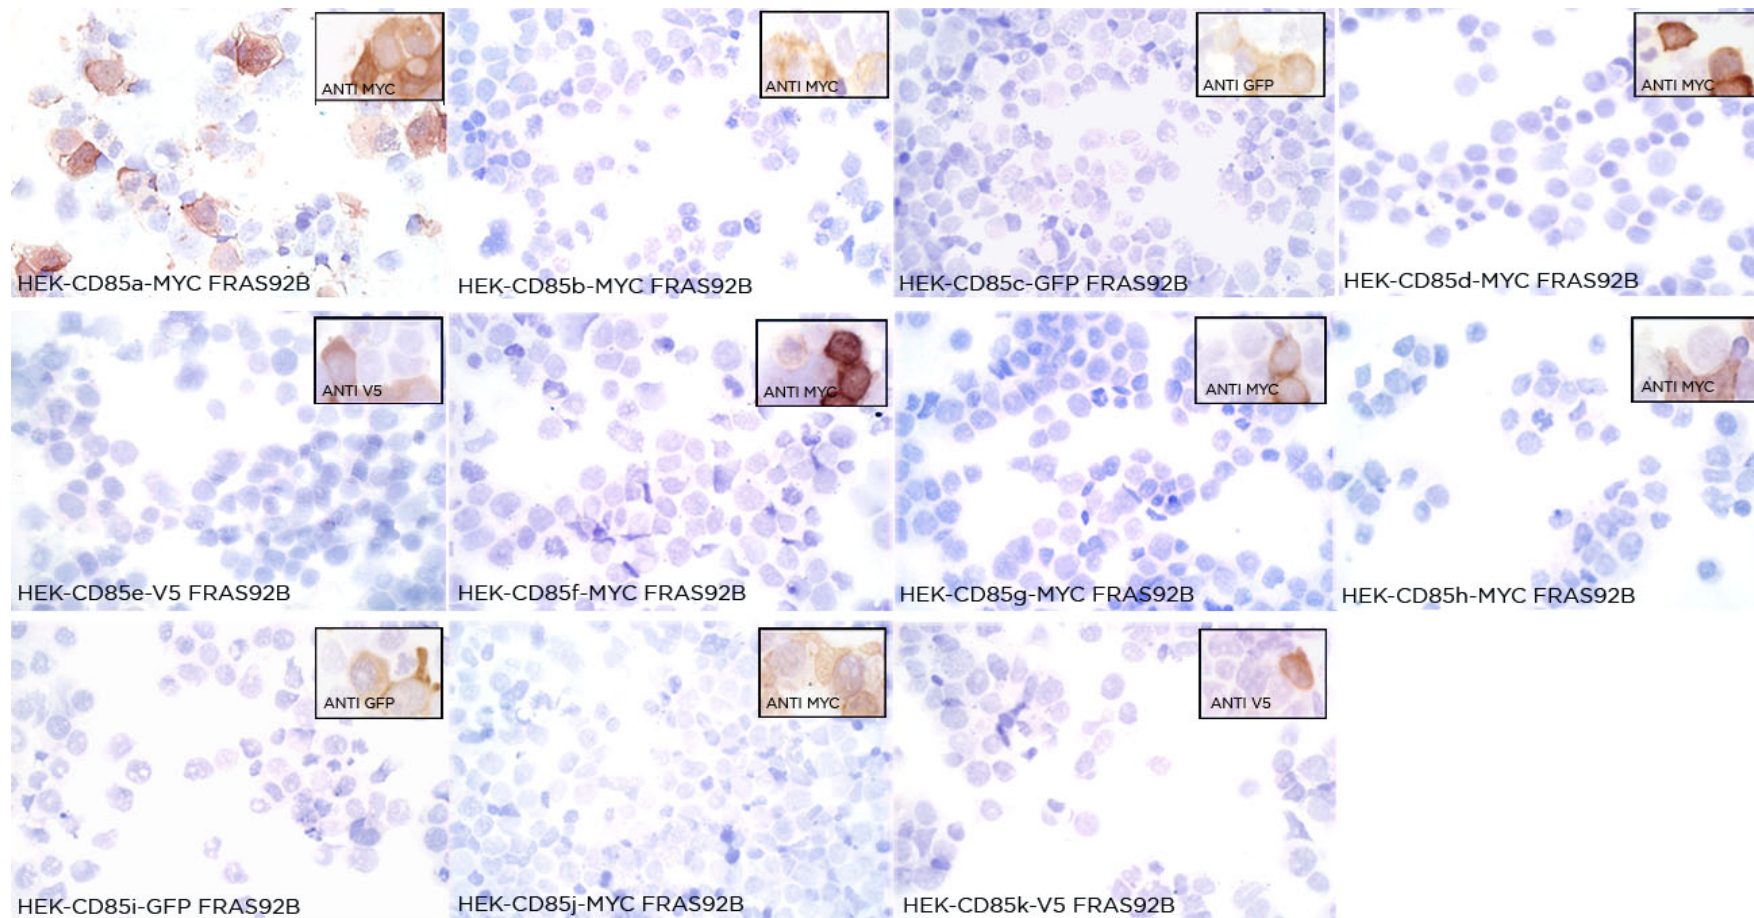 ANTI MYC
HEK-CD85a-MYC FRAS92B
ANTI MYC
HEK-CD85b-MYC FRAS92B
ANTI GFP
HEK-CD85c-GFP FRAS92B
ANTI MYC
HEK-CD85d-MYC FRAS92B
ANTI V5
HEK-CD85e-V5 FRAS92B
ANTI MYC
HEK-CD85f-MYC FRAS92B
ANTI MYC
HEK-CD85g-MYC FRAS92B
ANTI MYC
HEK-CD85h-MYC FRAS92B
ANTI GFP
HEK-CD85i-GFP FRAS92B
ANTI MYC
HEK-CD85j-MYC FRAS92B
ANTI V5
HEK-CD85k-V5 FRAS92B